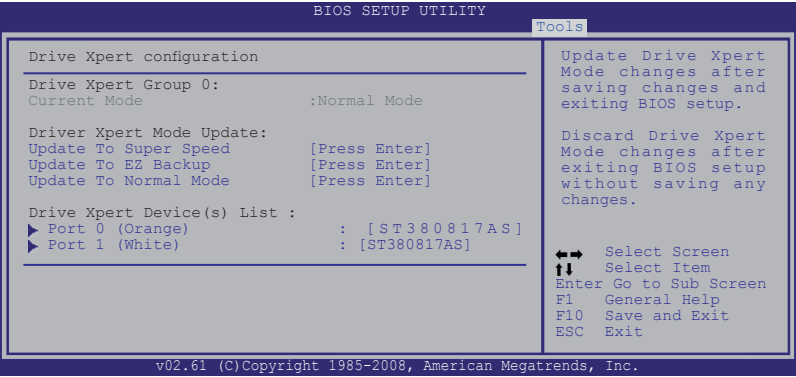 BIOS SETUP UTILITY
Tools
Drive Xpert configuration
Drive Xpert Group 0:
Current Mode :Normal Mode
Driver Xpert Mode Update:
Update To Super Speed [Press Enter]
Update To EZ Backup [Press Enter]
Update To Normal Mode [Press Enter]
Drive Xpert Device(s) List :
Port 0 (Orange) : [ST380817AS]
Port 1 (White) : [ST380817AS]
Update Drive Xpert
Mode changes after
saving changes and
exiting BIOS setup.
Discard Drive Xpert
Mode changes after
exiting BIOS setup
without saving any
changes.
Select Screen
Select Item
Enter Go to Sub Screen
F1 General Help
F10 Save and Exit
ESC Exit
v02.61 (C)Copyright 1985-2008, American Megatrends, Inc.